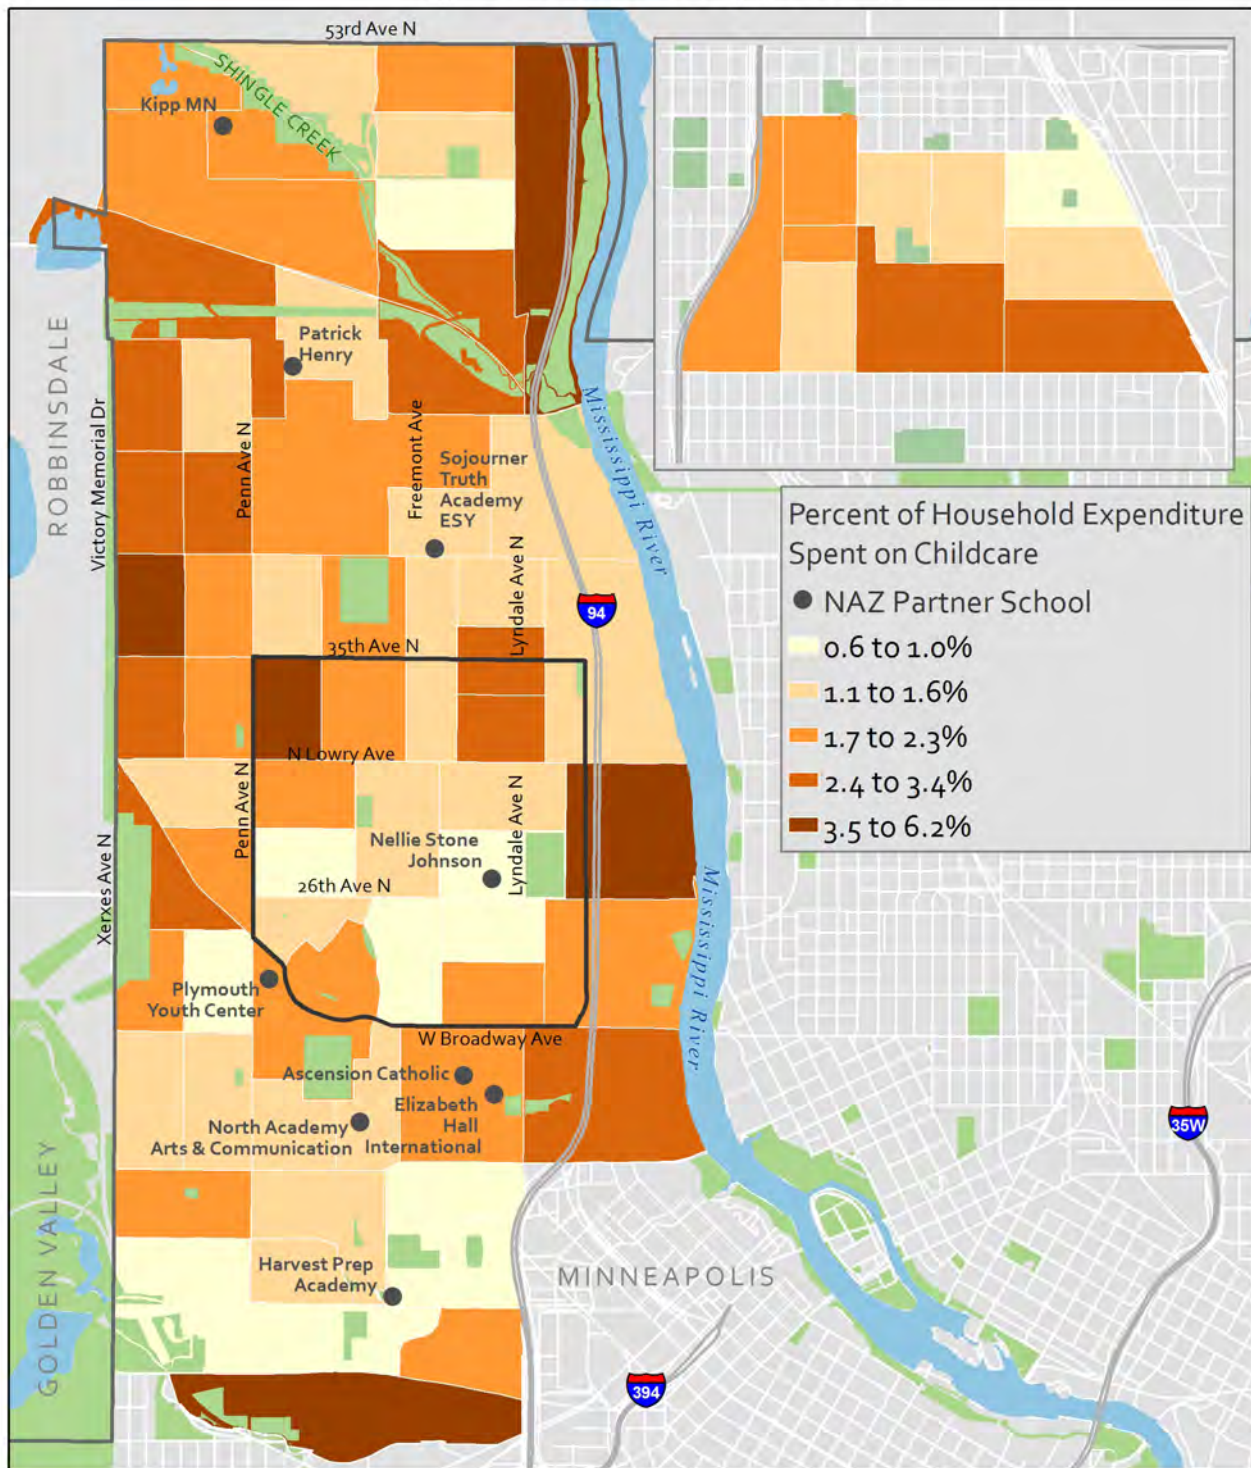 53rd Ave N
SHINGLE CREEK
Kipp MN
ROBBINSDALE
Victory Memorial Dr
Patrick
Henry
Penn Ave N
Freemont Ave
Sojourner
Truth
Academy
ESY
Lyndale Ave N
Mississippi River
94
35th Ave N
N Lowry Ave
Penn Ave N
Xerxes Ave N
Nellie Stone
Johnson
Lyndale Ave N
26th Ave N
Mississippi River
Plymouth
Youth Center
W Broadway Ave
Ascension Catholic
Elizabeth
Hall
International
North Academy
Arts & Communication
GOLDEN VALLEY
Harvest Prep
Academy
MINNEAPOLIS
35W
394
Percent of Household Expenditure
Spent on Childcare
NAZ Partner School
0.6 to 1.0%
1.1 to 1.6%
1.7 to 2.3%
2.4 to 3.4%
3.5 to 6.2%